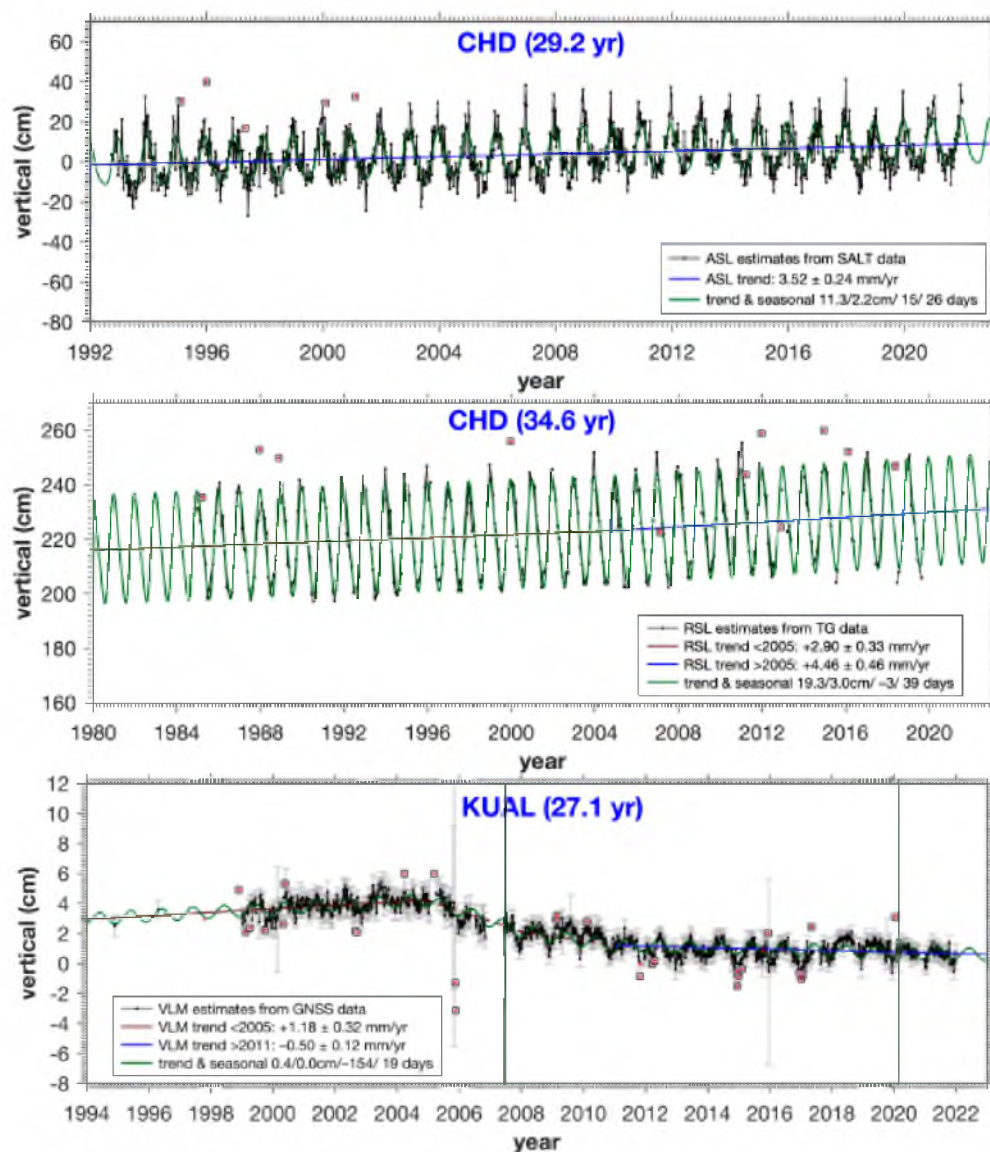 CHD (29.2 yr)
vertical (cm)
60
40
20
0
-20
-40
-60
-80
ASL estimates from SALT data
ASL trend: 3.52 ± 0.24 mm/yr
trend & seasonal 11.3/2.2cm/ 15/ 26 days
1992 1996 2000 2004 2008 2012 2016 2020
year
CHD (34.6 yr)
vertical (cm)
260
240
220
200
180
160
RSL estimates from TG data
RSL trend <2005: +2.90 ± 0.33 mm/yr
RSL trend >2005: +4.46 ± 0.46 mm/yr
trend & seasonal 19.3/3.0cm/ −3/ 39 days
1980 1984 1988 1992 1996 2000 2004 2008 2012 2016 2020
year
KUAL (27.1 yr)
vertical (cm)
12
10
8
6
4
2
0
-2
-4
-6
-8
VLM estimates from GNSS data
VLM trend <2005: +1.18 ± 0.32 mm/yr
VLM trend >2011: −0.50 ± 0.12 mm/yr
trend & seasonal 0.4/0.0cm/−154/ 19 days
1994 1996 1998 2000 2002 2004 2006 2008 2010 2012 2014 2016 2018 2020 2022
year